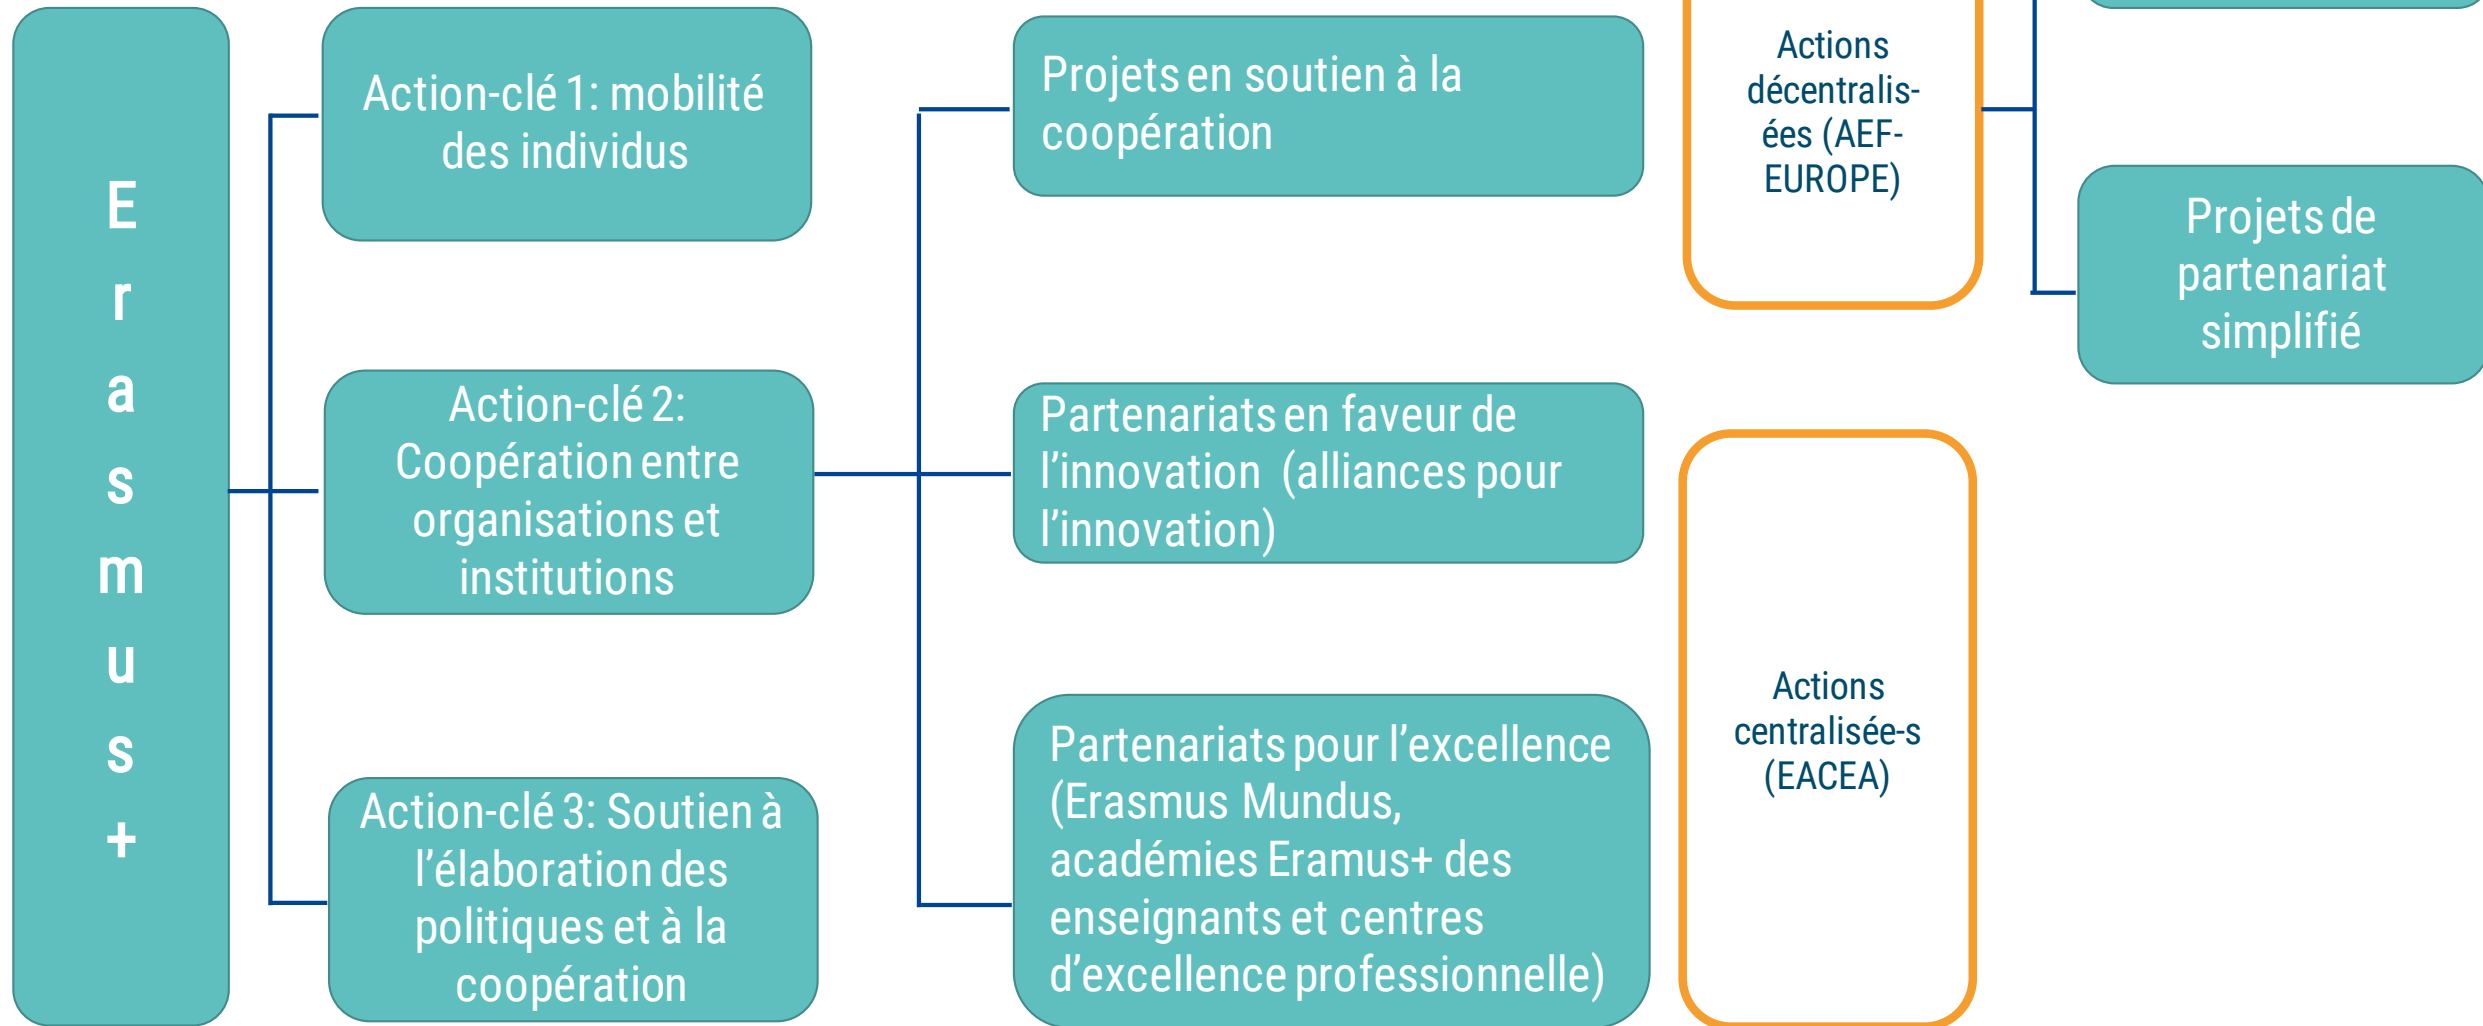 E
r
a
s
m
u
s
+
Action-clé 1: mobilité
des individus
Action-clé 2:
Coopération entre
organisations et
institutions
Action-clé 3: Soutien à
l’élaboration des
politiques et à la
coopération
Projets en soutien à la
coopération
Partenariats en faveur de
l’innovation (alliances pour
l’innovation)
Partenariats pour l’excellence
(Erasmus Mundus,
académies Eramus+ des
enseignants et centres
d’excellence professionnelle)
Actions
décentralis-
ées (AEF-
EUROPE)
Actions
centralisée-s
(EACEA)
Projets de
partenariat
simplifié